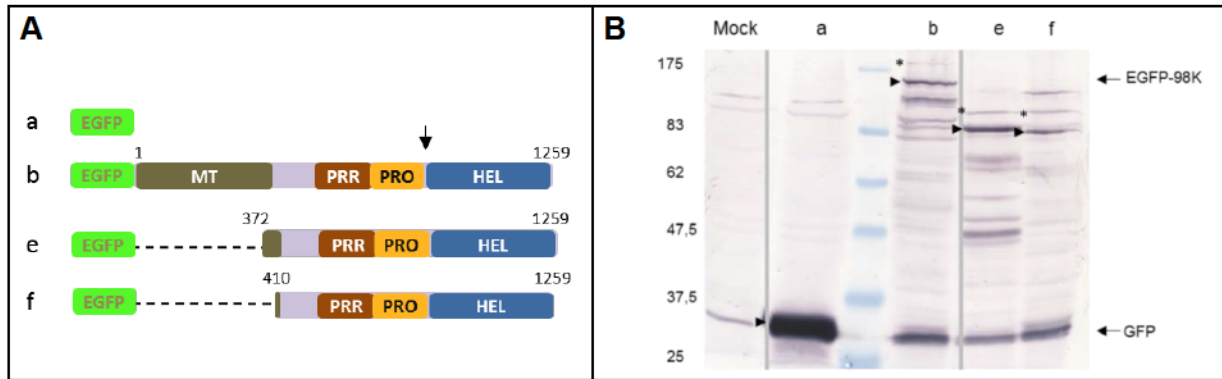 A
a EGFP
1 1259
b EGFP MT PRR PRO HEL
372 1259
e EGFP PRR PRO HEL
410 1259
f EGFP PRR PRO HEL
B
Mock a b e f
175 * EGFP-98K
* *
83
62
47,5
37,5
GFP
25